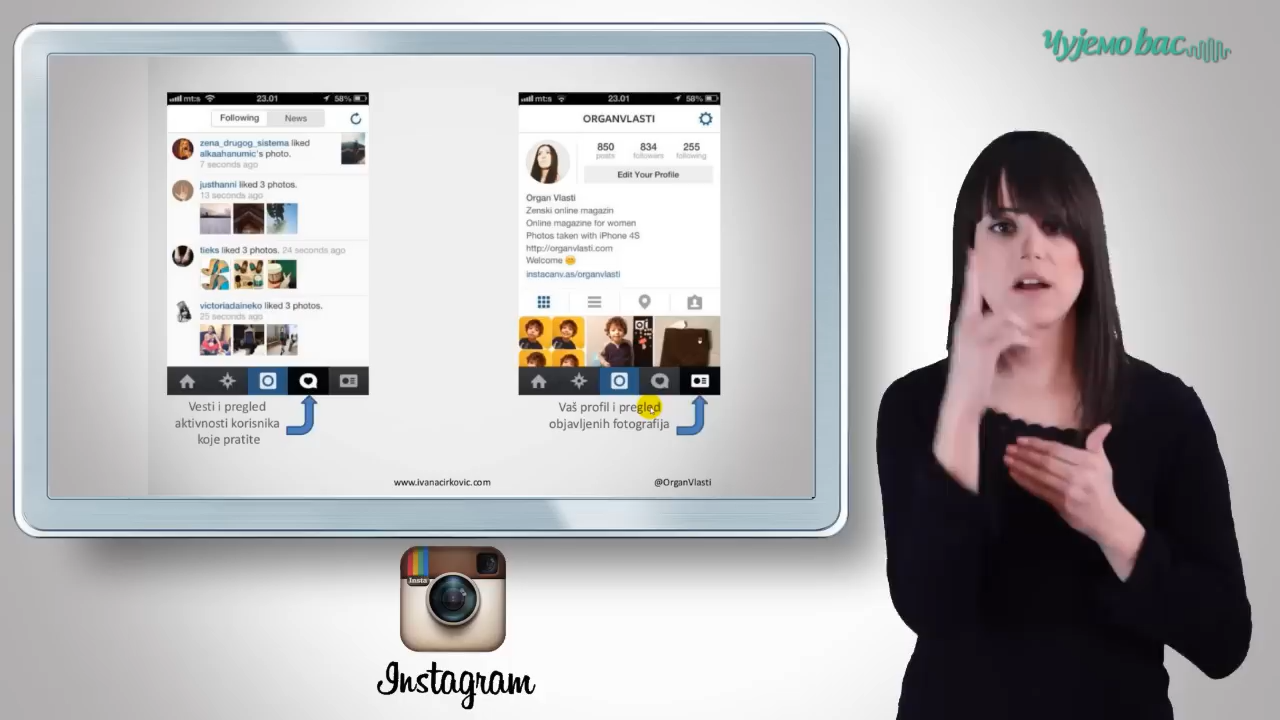 Чујемо вас
mt:s 23.01 58%
Following News
zena_drugog_sistema liked
alkaahanumic's photo.
7 seconds ago
justhanni liked 3 photos.
13 seconds ago
tieks liked 3 photos. 24 seconds ago
victoriadaineko liked 3 photos.
25 seconds ago
Vesti i pregled
aktivnosti korisnika
koje pratite
mt:s 23.01 58%
ORGANVLASTI
850 834 255
posts followers following
Edit Your Profile
Organ Vlasti
Zenski online magazin
Online magazine for women
Photos taken with iPhone 4S
http://organvlasti.com
Welcome
instacanv.as/organvlasti
Vaš profil i pregled
objavljenih fotografija
www.ivanacirkovic.com @OrganVlasti
Insta
Instagram